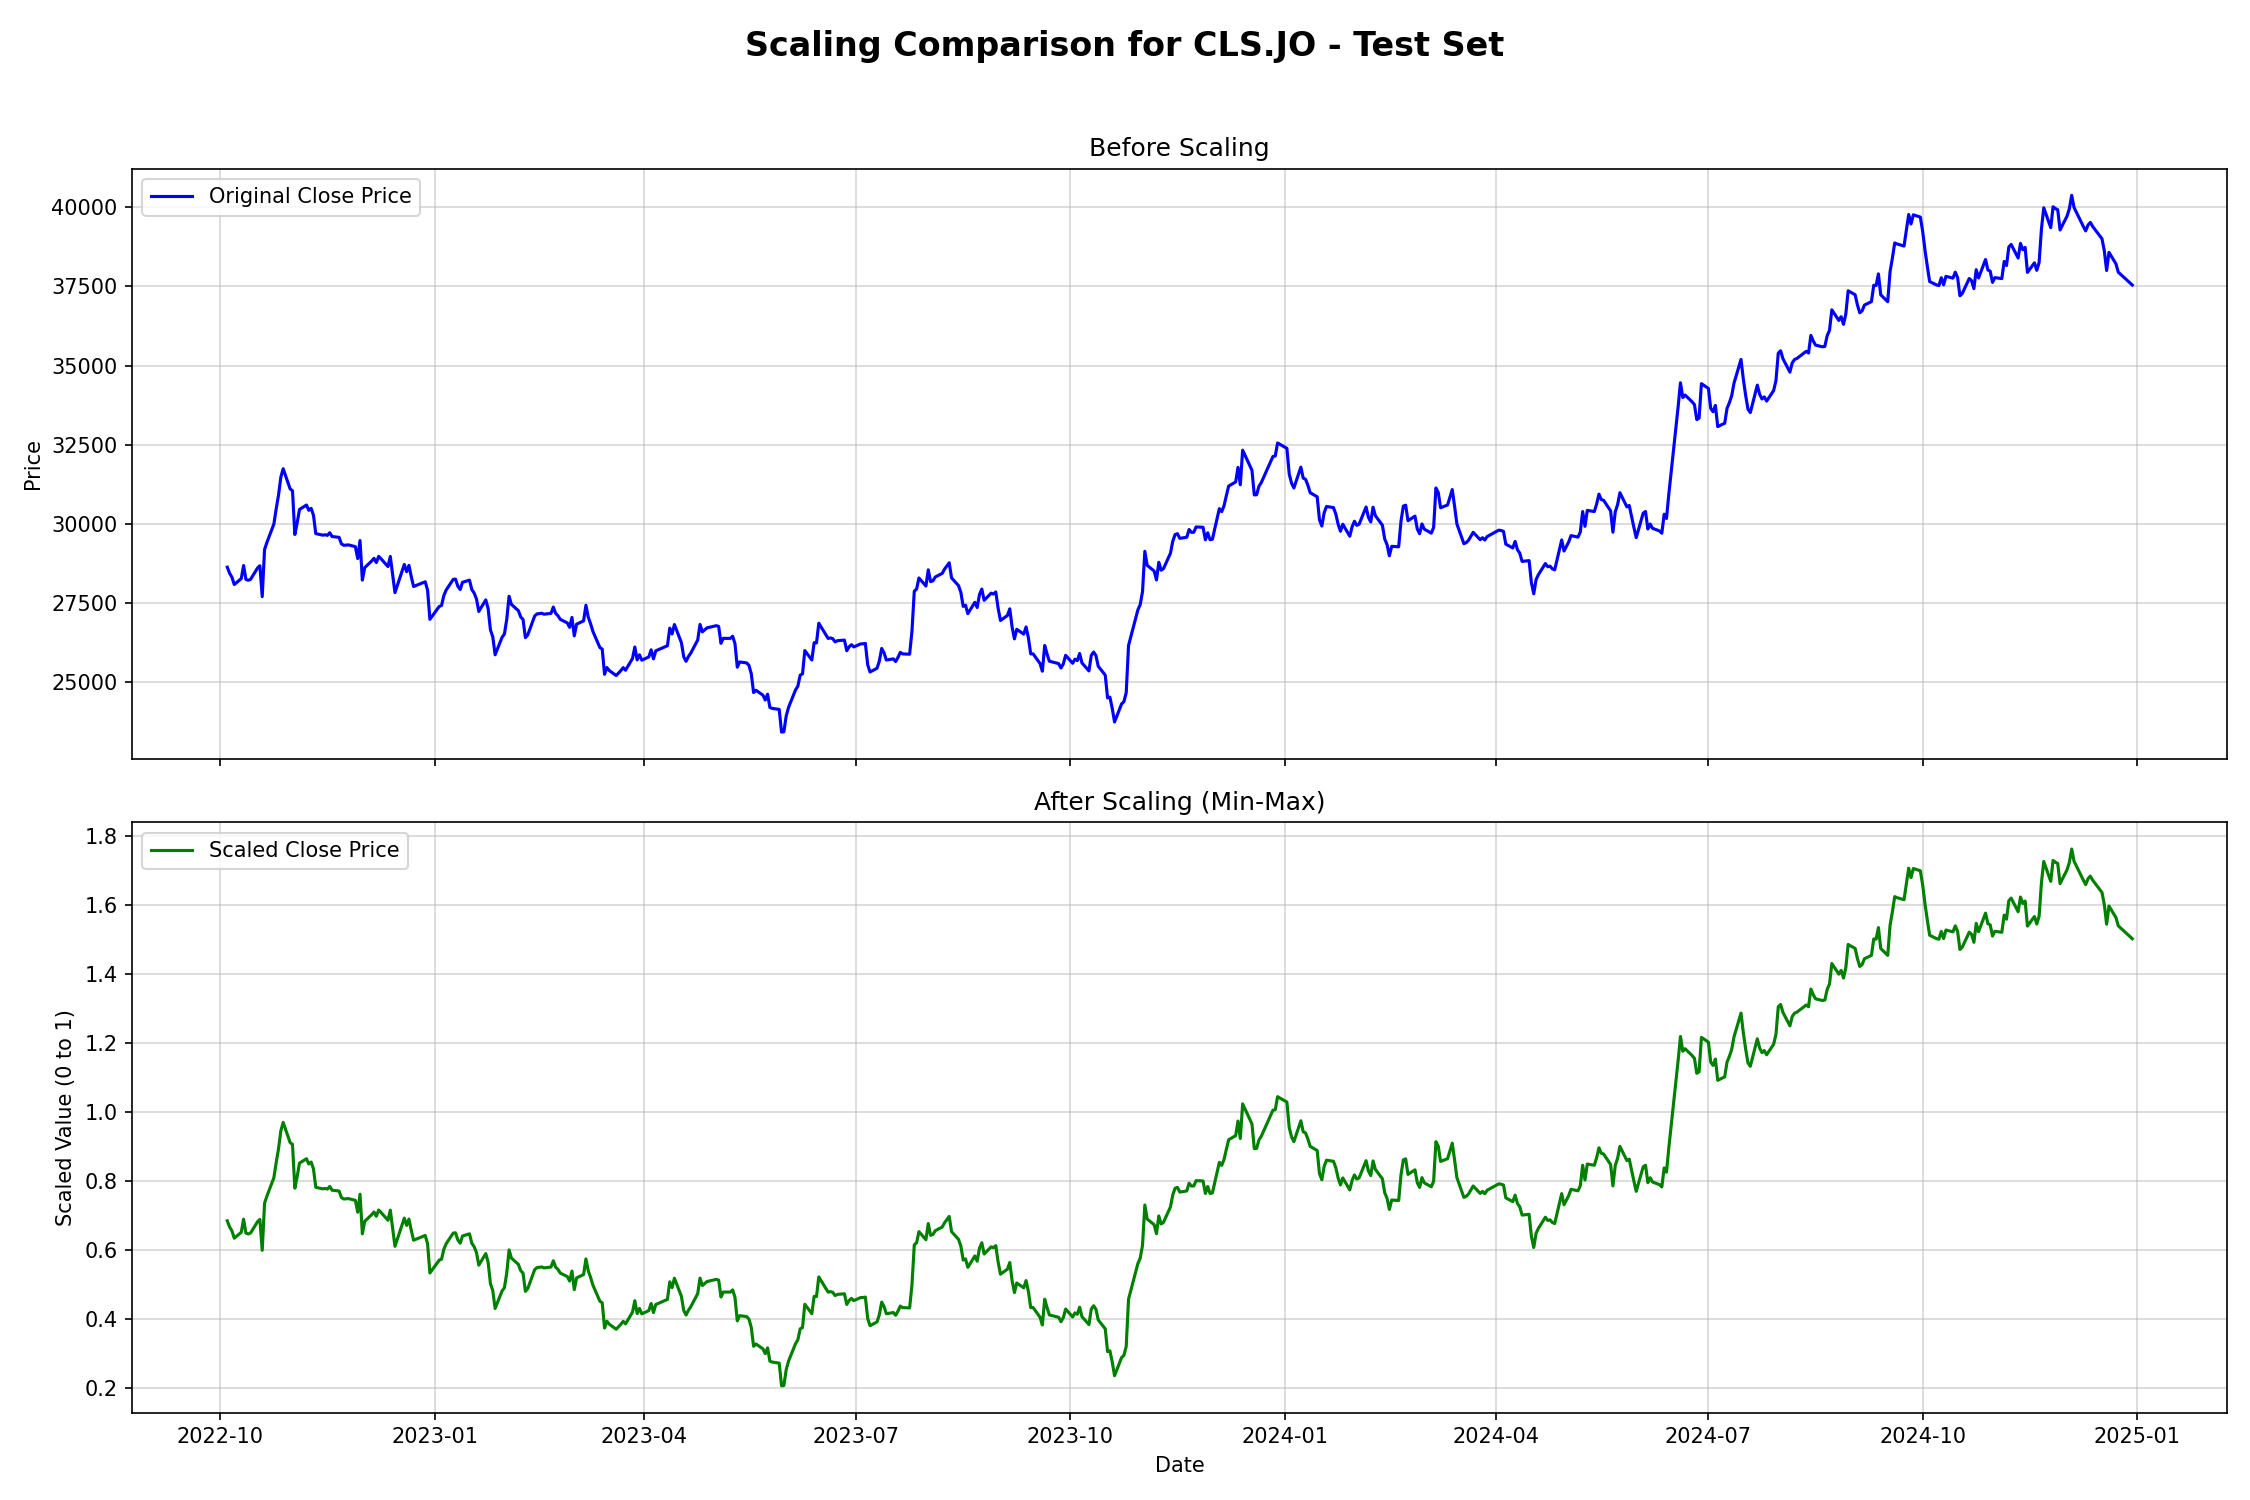 Scaling Comparison for CLS.JO - Test Set
Before Scaling
Original Close Price
40000
37500
35000
32500
30000
27500
25000
Price
After Scaling (Min-Max)
Scaled Close Price
1.8
1.6
1.4
1.2
1.0
0.8
0.6
0.4
0.2
Scaled Value (0 to 1)
2022-10 2023-01 2023-04 2023-07 2023-10 2024-01 2024-04 2024-07 2024-10 2025-01
Date